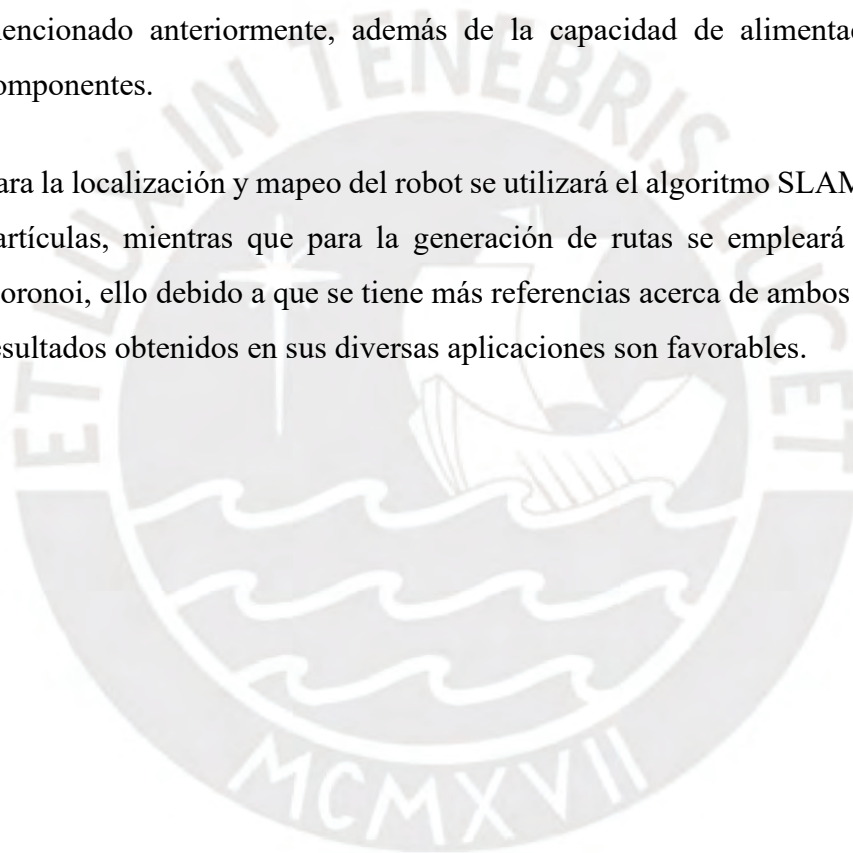 encionado anteriormente, además de la capacidad de alimenta
omponentes.
ara la localización y mapeo del robot se utilizará el algoritmo SLAM
artículas, mientras que para la generación de rutas se empleará
oronoi, ello debido a que se tiene más referencias acerca de ambos
esultados obtenidos en sus diversas aplicaciones son favorables.
ET LUX IN TENEBRIS LUCET
MCMXVII